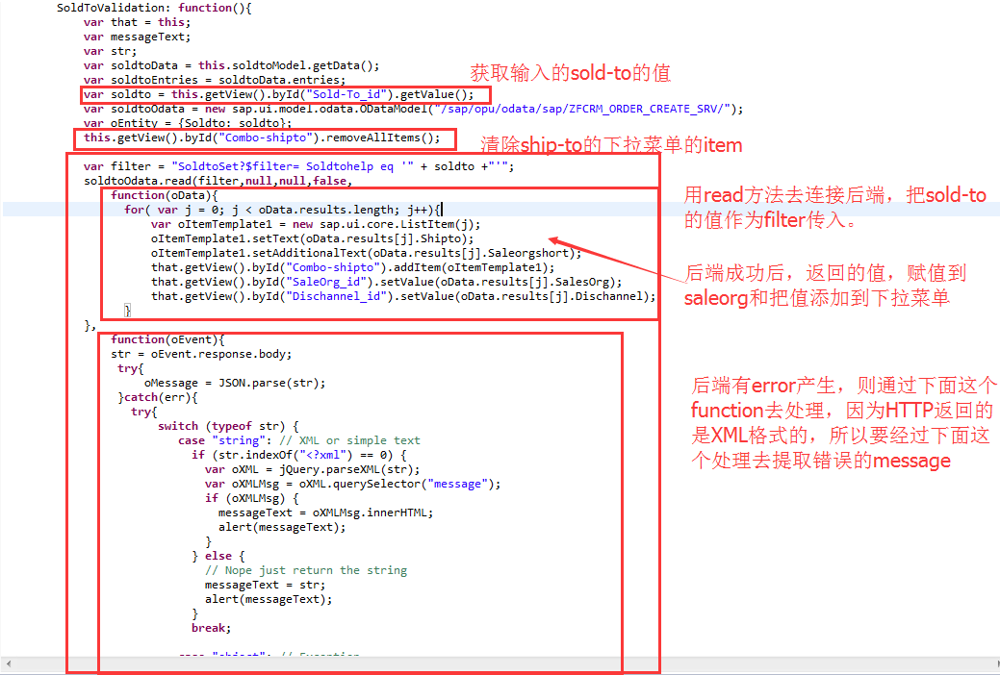 SoldToValidation: function(){
var that = this;
var messageText;
var str;
var soldtoData = this.soldtoModel.getData();
var soldtoEntries = soldtoData.entries;
获取输入的sold-to的值
var soldto = this.getView().byId("Sold-To_id").getValue();
var soldtoOdata = new sap.ui.model.odata.ODataModel("/sap/opu/odata/sap/ZFCRM_ORDER_CREATE_SRV/");
var oEntity = {Soldto: soldto};
this.getView().byId("Combo-shipto").removeAllItems();
清除ship-to的下拉菜单的item
var filter = "SoldtoSet?$filter= Soldtohelp eq '" + soldto +"'";
soldtoOdata.read(filter,null,null,false,
function(oData){
for( var j = 0; j < oData.results.length; j++){
var oItemTemplate1 = new sap.ui.core.ListItem(j);
oItemTemplate1.setText(oData.results[j].Shipto);
oItemTemplate1.setAdditionalText(oData.results[j].Saleorgshort);
that.getView().byId("Combo-shipto").addItem(oItemTemplate1);
that.getView().byId("SaleOrg_id").setValue(oData.results[j].SalesOrg);
that.getView().byId("Dischannel_id").setValue(oData.results[j].Dischannel);
}
},
用read方法去连接后端，把sold-to
的值作为filter传入。
后端成功后，返回的值，赋值到
saleorg和把值添加到下拉菜单
function(oEvent){
str = oEvent.response.body;
try{
oMessage = JSON.parse(str);
}catch(err){
try{
switch (typeof str) {
case "string": // XML or simple text
if (str.indexOf("<?xml") == 0) {
var oXML = jQuery.parseXML(str);
var oXMLMsg = oXML.querySelector("message");
if (oXMLMsg) {
messageText = oXMLMsg.innerHTML;
alert(messageText);
}
} else {
// Nope just return the string
messageText = str;
alert(messageText);
}
break;
case "object": // Exception
后端有error产生，则通过下面这个
function去处理，因为HTTP返回的
是XML格式的，所以要经过下面这
个处理去提取错误的message